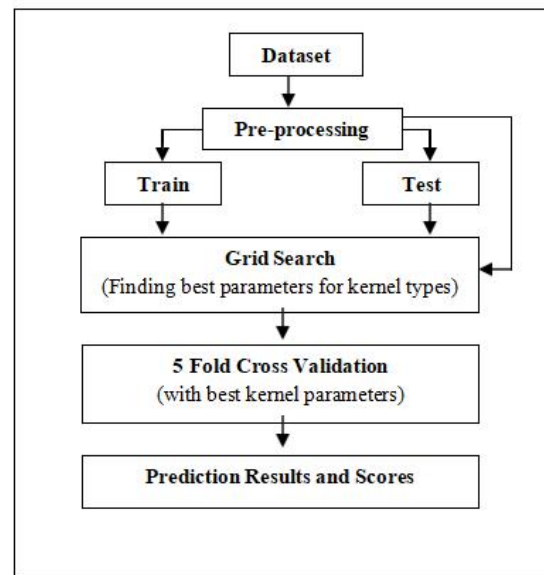 Dataset
Pre-processing
Train
Test
Grid Search
(Finding best parameters for kernel types)
5 Fold Cross Validation
(with best kernel parameters)
Prediction Results and Scores